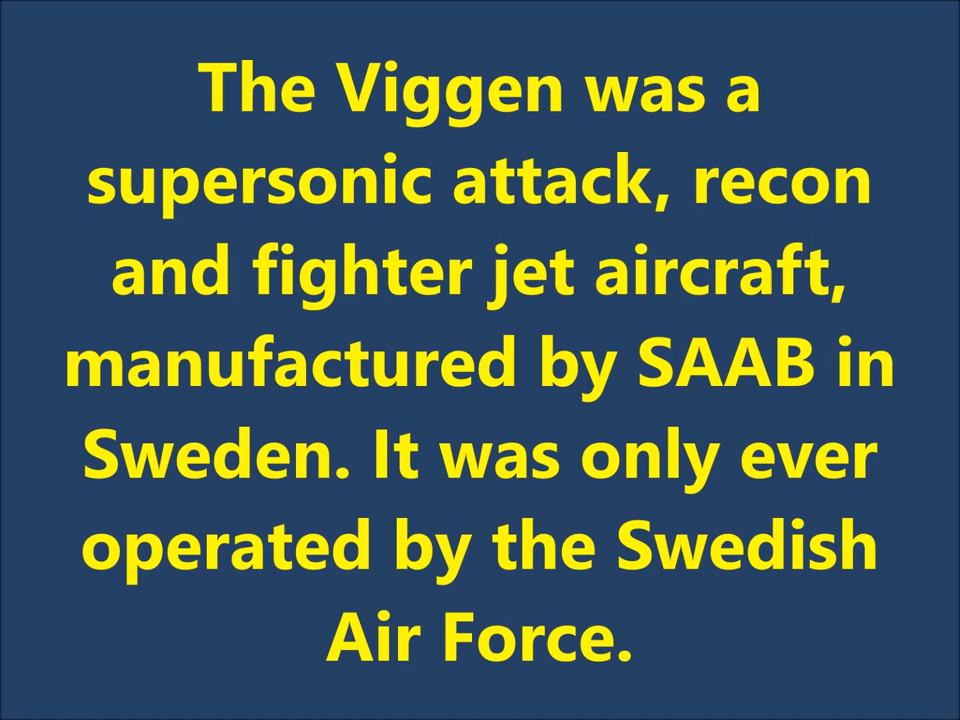 The Viggen was a
supersonic attack, recon
and fighter jet aircraft,
manufactured by SAAB in
Sweden. It was only ever
operated by the Swedish
Air Force.